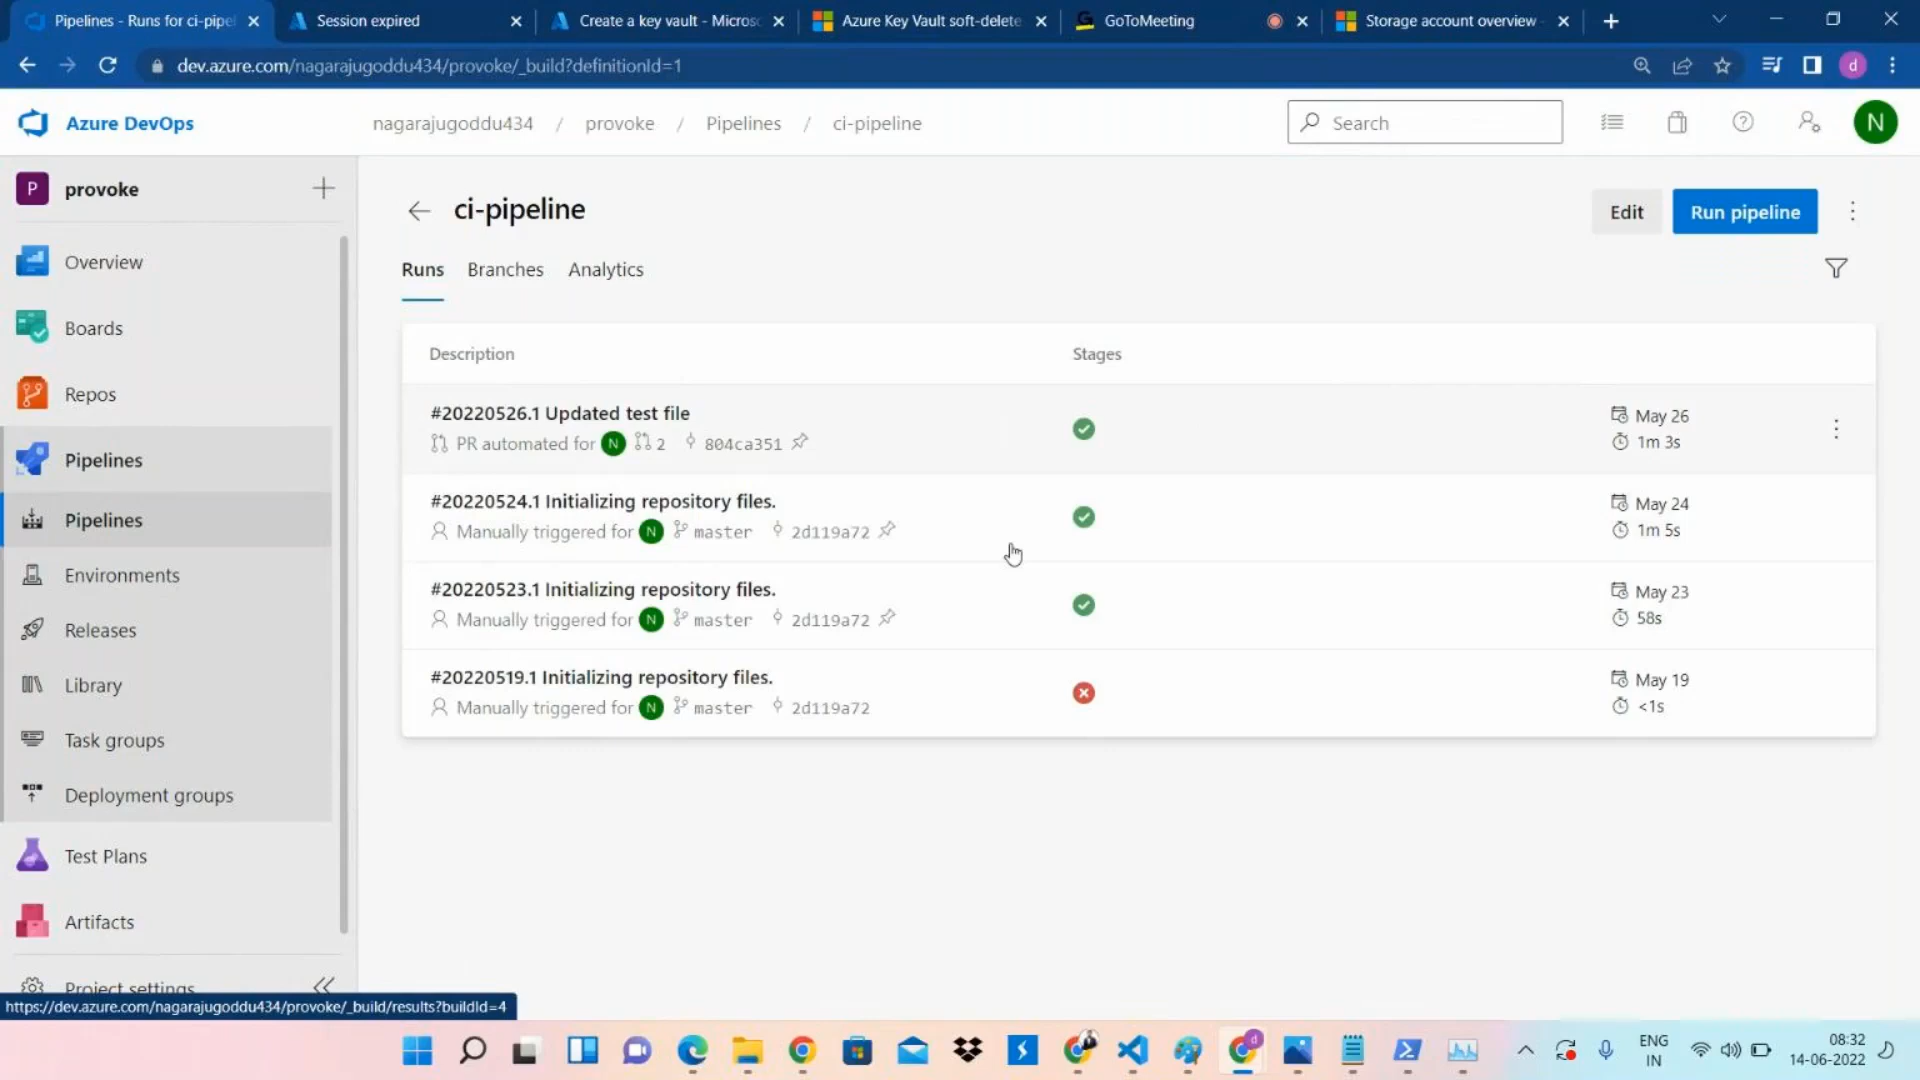 Pipelines - Runs for ci-pipel
Session expired
Create a key vault - Microso
Azure Key Vault soft-delete
GoToMeeting
Storage account overview
dev.azure.com/nagarajugoddu434/provoke/_build?definitionId=1
d
Azure DevOps
nagarajugoddu434 / provoke / Pipelines / ci-pipeline
Search
N
P provoke
ci-pipeline
Edit
Run pipeline
Overview
Runs
Branches
Analytics
Boards
Description
Stages
Repos
#20220526.1 Updated test file
PR automated for N 2 804ca351
May 26
1m 3s
Pipelines
#20220524.1 Initializing repository files.
Manually triggered for N master 2d119a72
May 24
1m 5s
Pipelines
Environments
#20220523.1 Initializing repository files.
Manually triggered for N master 2d119a72
May 23
58s
Releases
#20220519.1 Initializing repository files.
Manually triggered for N master 2d119a72
May 19
<1s
Library
Task groups
Deployment groups
Test Plans
Artifacts
Project settings
https://dev.azure.com/nagarajugoddu434/provoke/_build/results?buildId=4
d
ENG
IN
08:32
14-06-2022